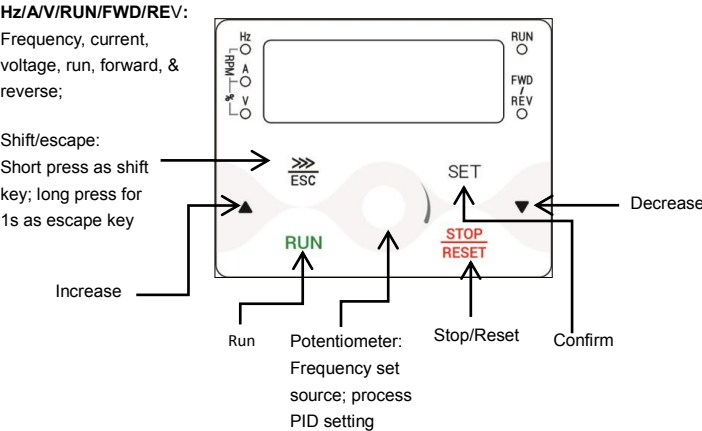 Hz/A/V/RUN/FWD/REV:
Frequency, current,
voltage, run, forward, &
reverse;
Shift/escape:
Short press as shift
key; long press for
1s as escape key
Increase
Hz
RPM
A
%
V
RUN
FWD
/
REV
>>>
ESC
SET
▲
▼
RUN
STOP
RESET
Decrease
Run
Potentiometer:
Frequency set
source; process
PID setting
Stop/Reset
Confirm